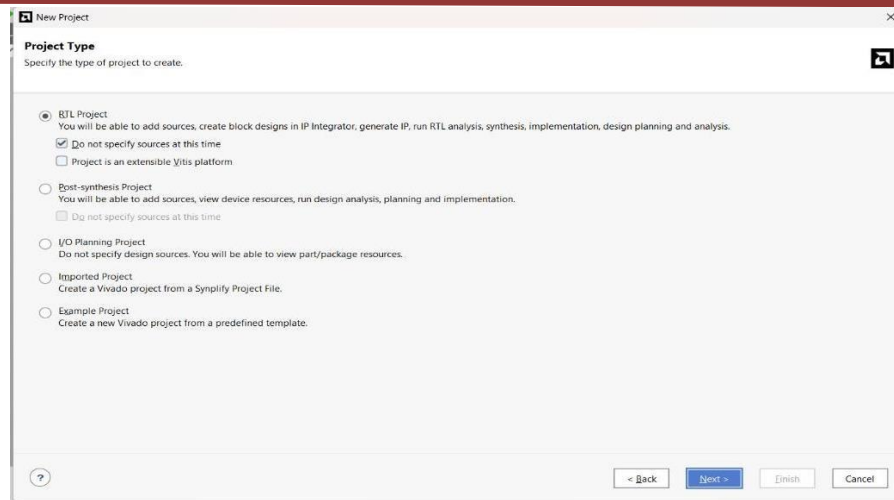 New Project
Project Type
Specify the type of project to create.
RTL Project
You will be able to add sources, create block designs in IP Integrator, generate IP, run RTL analysis, synthesis, implementation, design planning and analysis.
Do not specify sources at this time
Project is an extensible Vitis platform
Post-synthesis Project
You will be able to add sources, view device resources, run design analysis, planning and implementation.
Do not specify sources at this time
I/O Planning Project
Do not specify design sources. You will be able to view part/package resources.
Imported Project
Create a Vivado project from a Synplify Project File.
Example Project
Create a new Vivado project from a predefined template.
?
< Back
Next >
Finish
Cancel